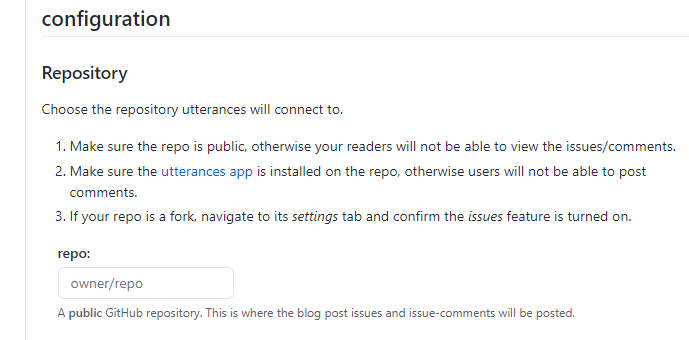 configuration
Repository
Choose the repository utterances will connect to.
1. Make sure the repo is public, otherwise your readers will not be able to view the issues/comments.
2. Make sure the utterances app is installed on the repo, otherwise users will not be able to post
comments.
3. If your repo is a fork, navigate to its settings tab and confirm the issues feature is turned on.
repo:
owner/repo
A public GitHub repository. This is where the blog post issues and issue-comments will be posted.